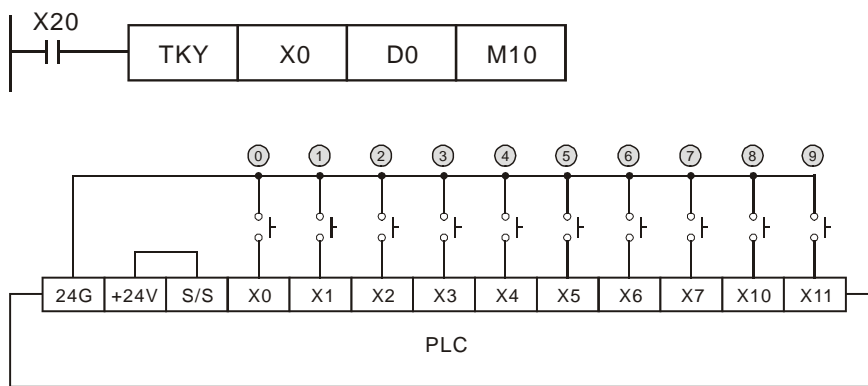 X20
TKY X0 D0 M10
0 1 2 3 4 5 6 7 8 9
24G +24V S/S X0 X1 X2 X3 X4 X5 X6 X7 X10 X11
PLC